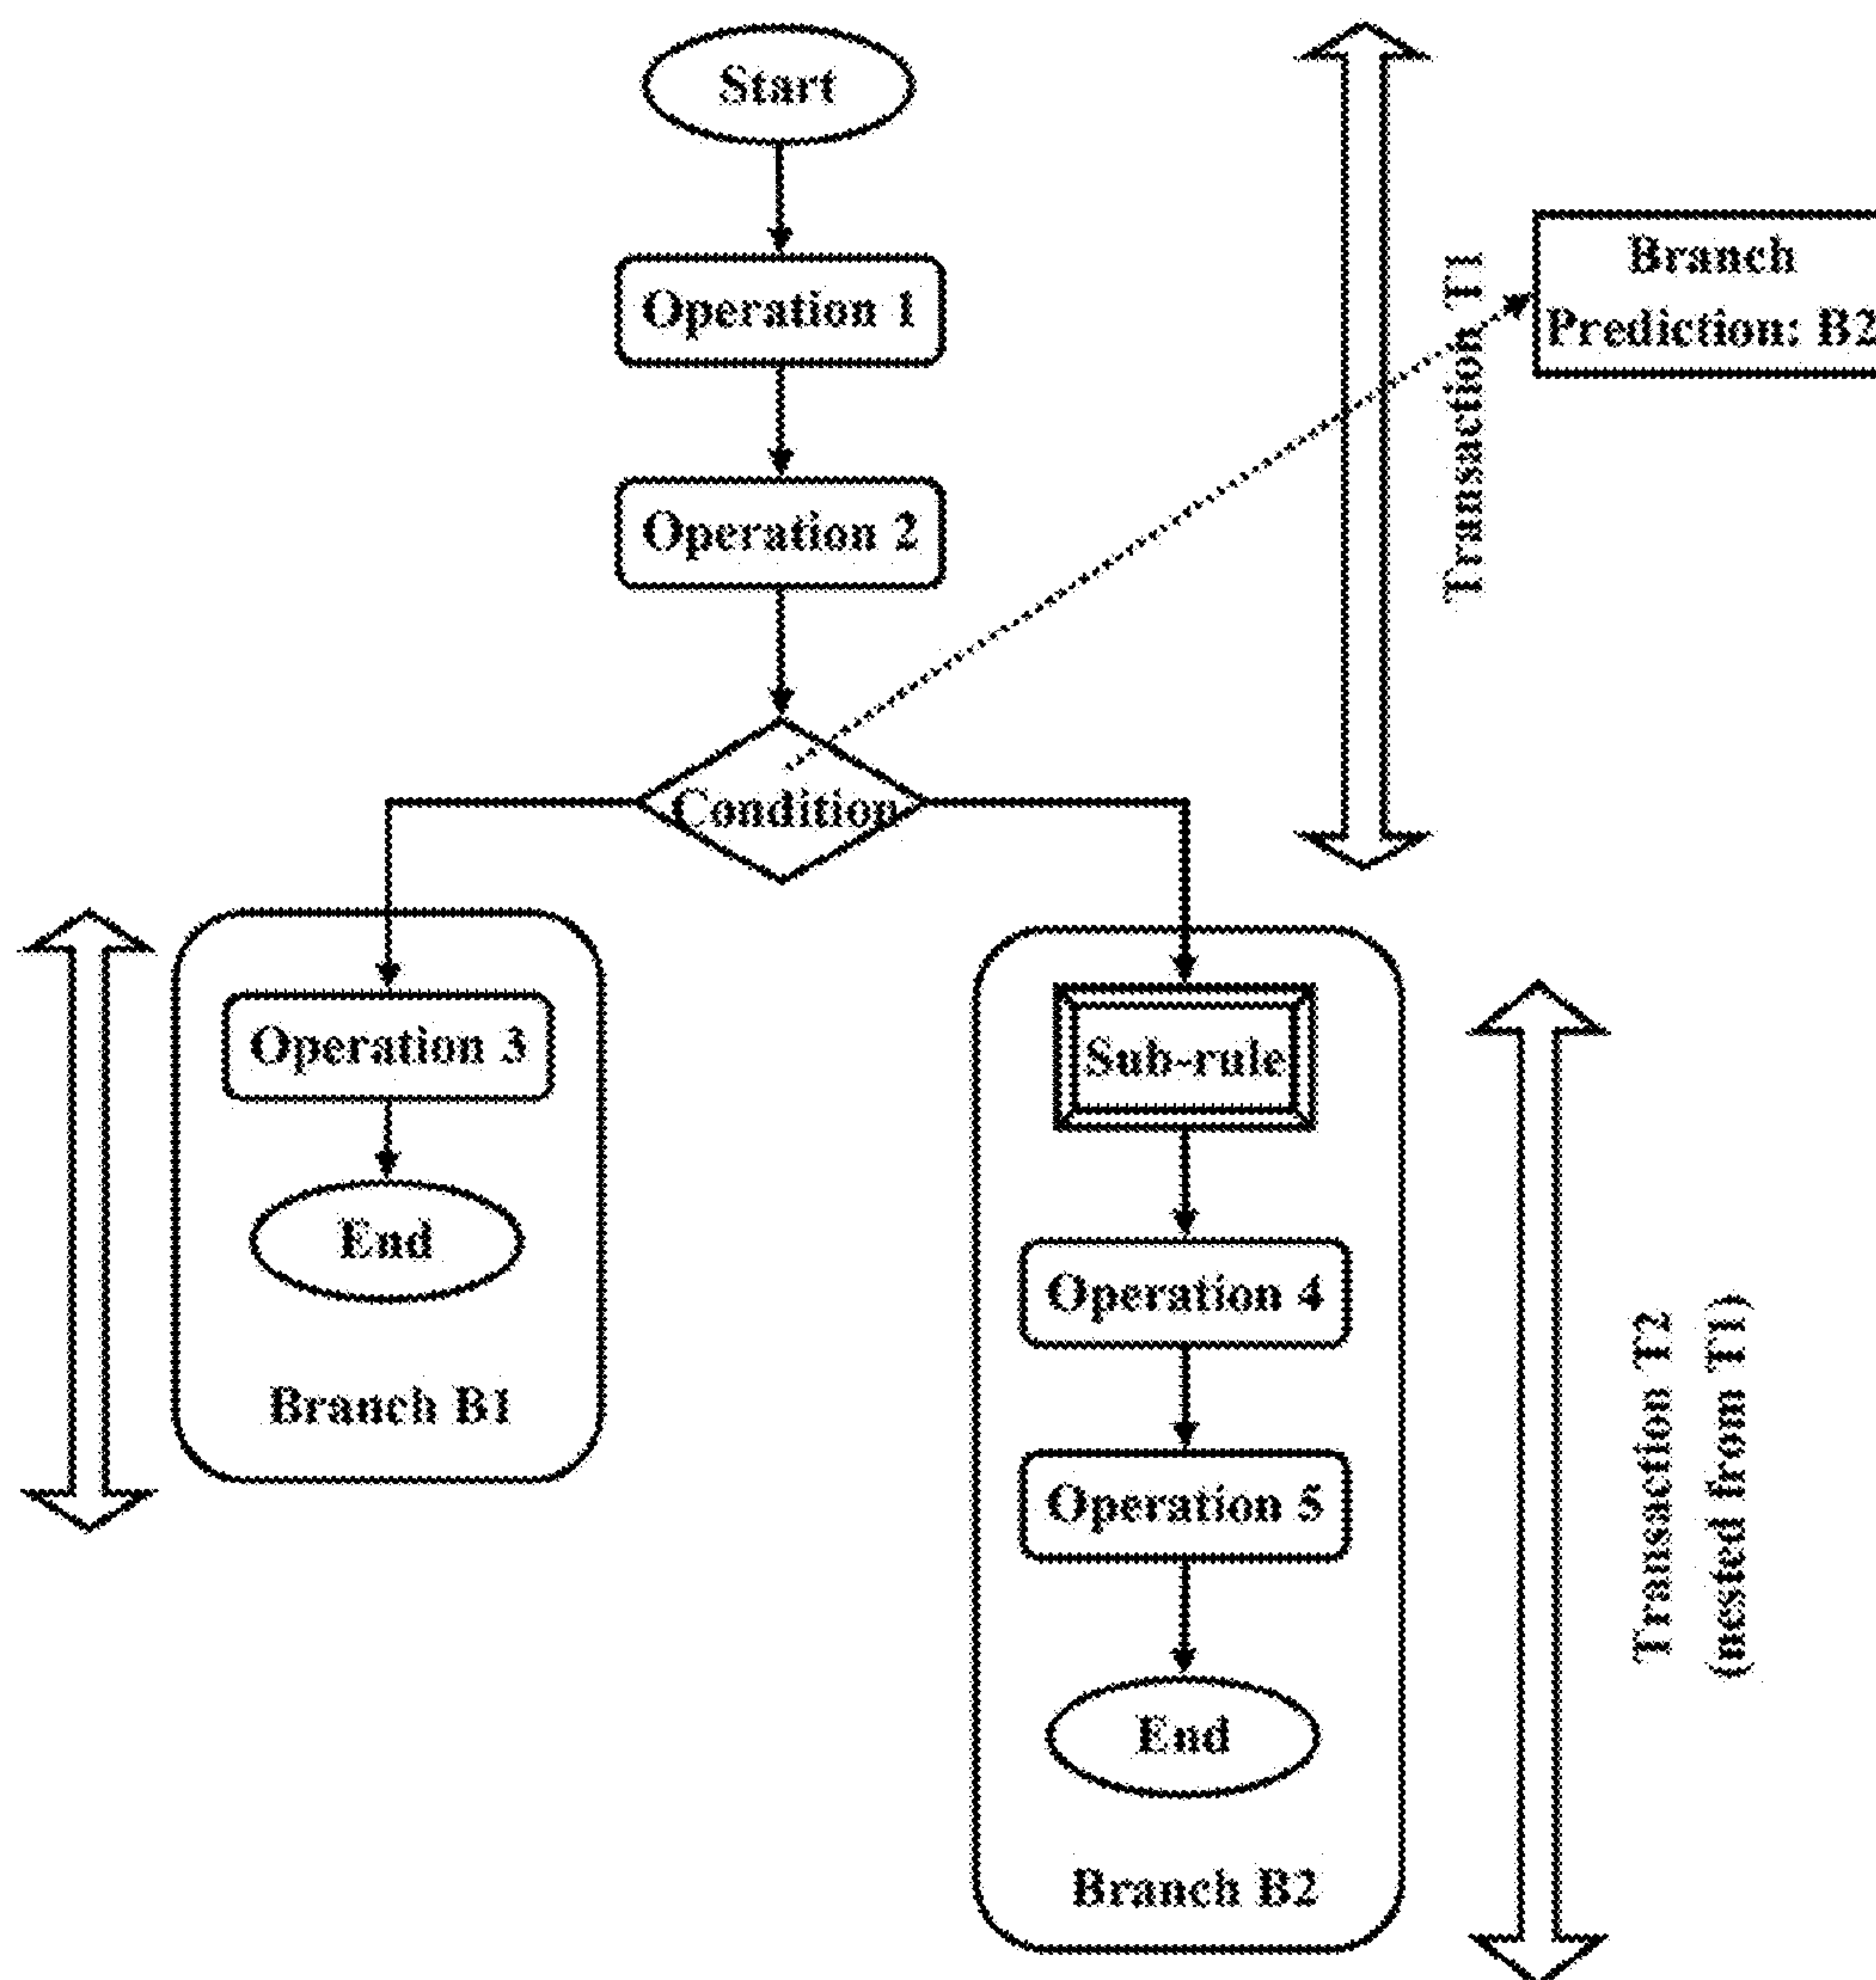 Start
Operation 1
Operation 2
Condition
Transaction T1
Branch
Prediction: B2
Operation 3
End
Branch B1
Sub-rule
Operation 4
Operation 5
End
Branch B2
Transaction T2
(nested from T1)